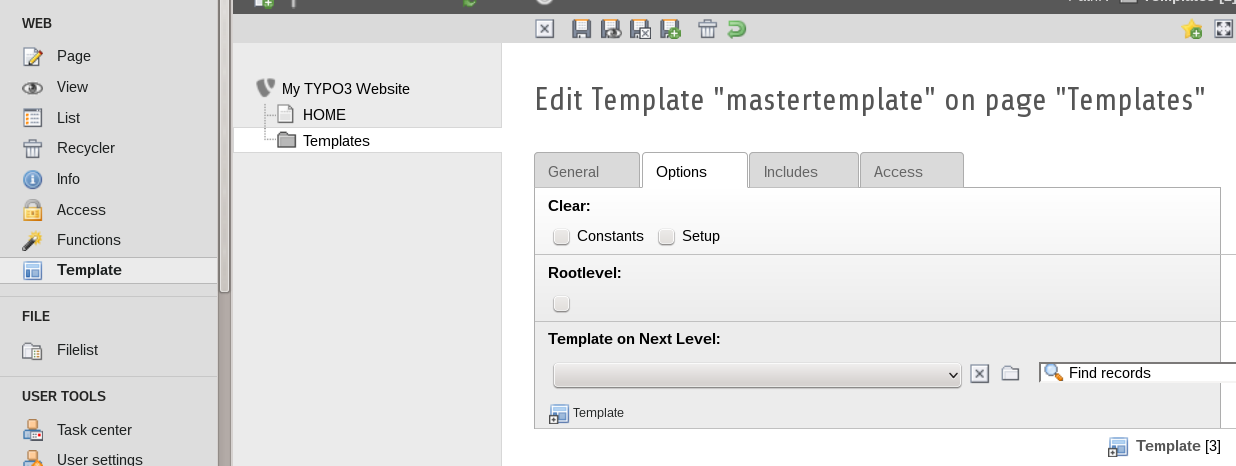 Templates
WEB
Page
View
List
Recycler
Info
Access
Functions
Template
FILE
Filelist
USER TOOLS
Task center
User settings
My TYPO3 Website
HOME
Templates
Edit Template "mastertemplate" on page "Templates"
General Options Includes Access
Clear:
Constants Setup
Rootlevel:
Template on Next Level:
Find records
Template
Template [3]